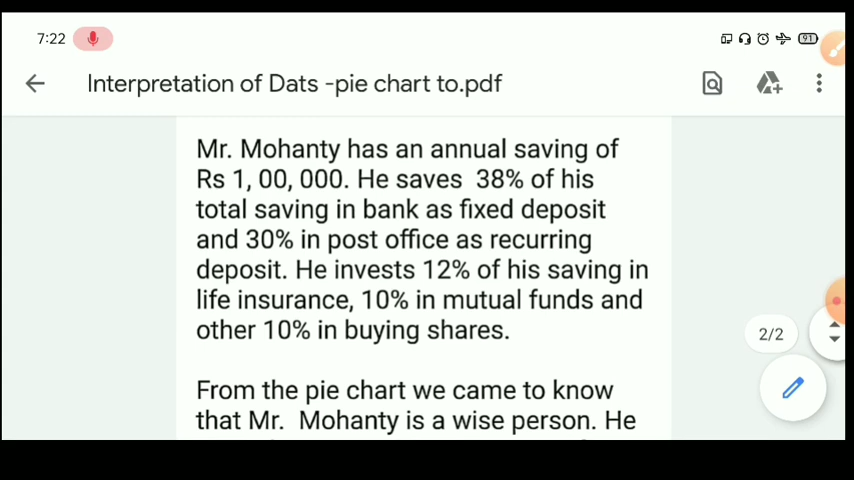 7:22
91
Interpretation of Dats -pie chart to.pdf
Mr. Mohanty has an annual saving of
Rs 1, 00, 000. He saves 38% of his
total saving in bank as fixed deposit
and 30% in post office as recurring
deposit. He invests 12% of his saving in
life insurance, 10% in mutual funds and
other 10% in buying shares.
2/2
From the pie chart we came to know
that Mr. Mohanty is a wise person. He